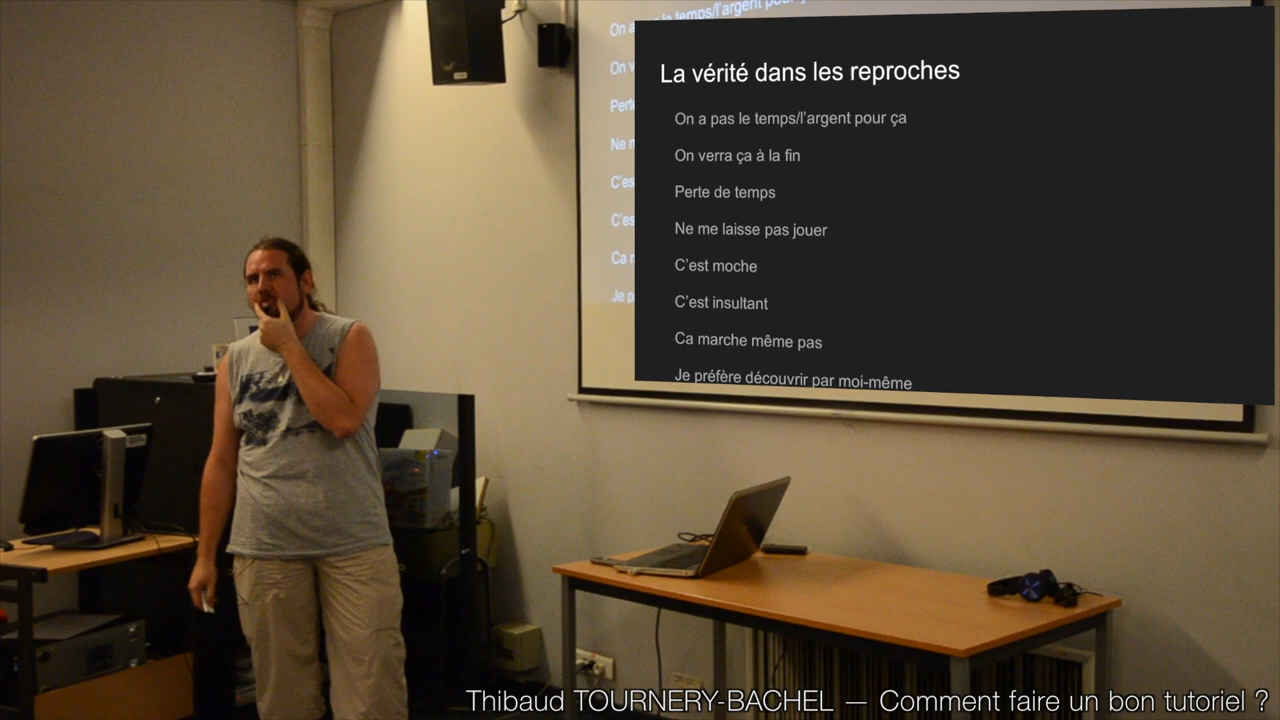 La vérité dans les reproches
On a pas le temps/l'argent pour ça
On verra ça à la fin
Perte de temps
Ne me laisse pas jouer
C'est moche
C'est insultant
Ca marche même pas
Je préfère découvrir par moi-même
Thibaud TOURNERY-BACHEL — Comment faire un bon tutoriel ?